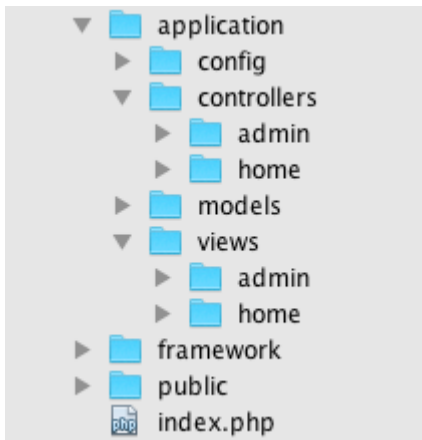 application
config
controllers
admin
home
models
views
admin
home
framework
public
php
index.php